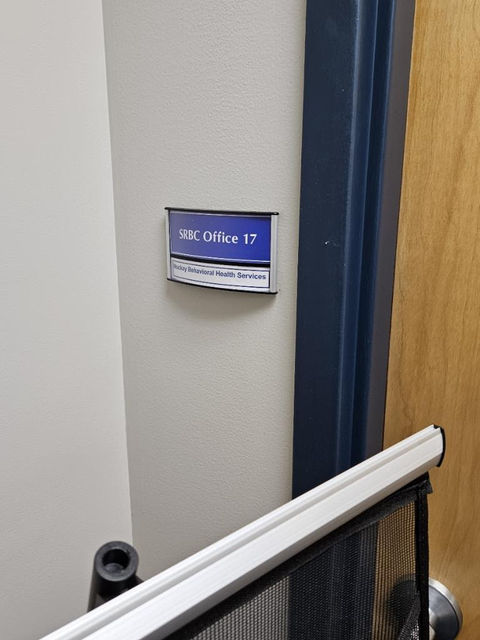 SRBC Office 17
Behavioral Health Services